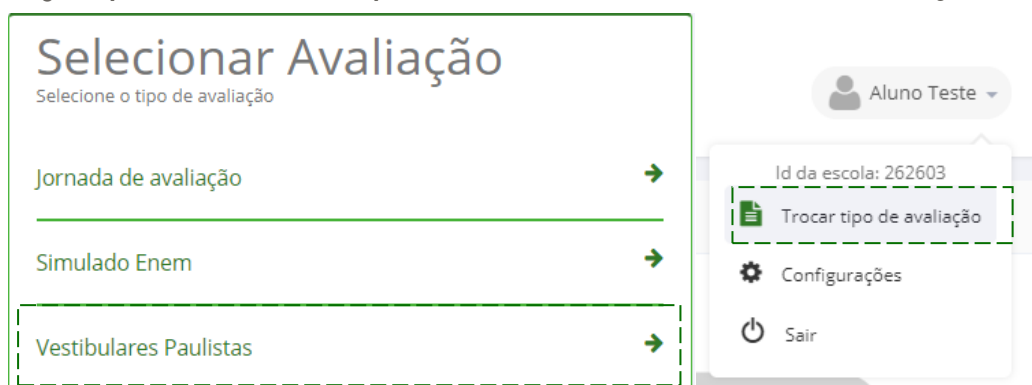 Selecionar Avaliação
Selecione o tipo de avaliação
Jornada de avaliação
Simulado Enem
Vestibulares Paulistas
Aluno Teste
Id da escola: 262603
Trocar tipo de avaliação
Configurações
Sair